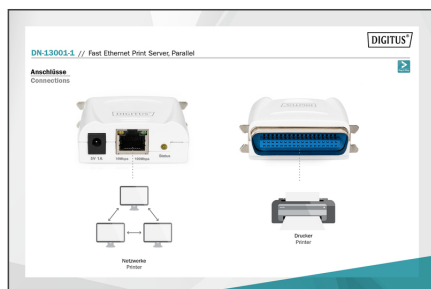 DIGITUS®
DN-13001-1 // Fast Ethernet Print Server, Parallel
Anschlüsse
Connections
DIGITUS
5V 1A
10Mbps
100Mbps
Status
Netzwerke
Printer
Drucker
Printer